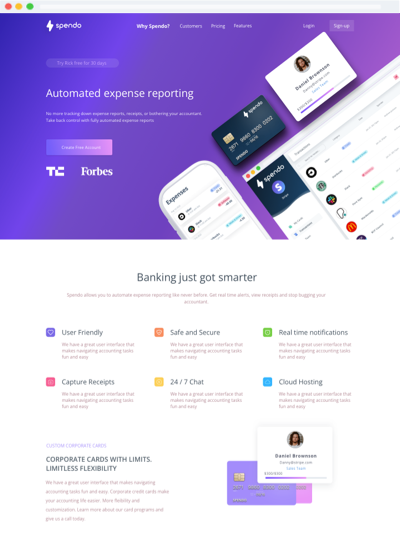 spendo
Why Spendo? Customers Pricing Features Login Sign up
Try Risk free for 30 days
Automated expense reporting
No more tracking down expense reports, receipts, or bothering your accountant.
Take back control with fully automated expense reports
Create Free Account
TC Forbes
spendo
2671 9860 8300 0202
SPENDO
Daniel Brownson
Sales Team
Expenses
spendo
Banking just got smarter
Spendo allows you to automate expense reporting like never before. Get real time alerts, view receipts and stop bugging your
accountant.
User Friendly
We have a great user interface that
makes navigating accounting tasks
fun and easy
Safe and Secure
We have a great user interface that
makes navigating accounting tasks
fun and easy
Real time notifications
We have a great user interface that
makes navigating accounting tasks
fun and easy
Capture Receipts
We have a great user interface that
makes navigating accounting tasks
fun and easy
24 / 7 Chat
We have a great user interface that
makes navigating accounting tasks
fun and easy
Cloud Hosting
We have a great user interface that
makes navigating accounting tasks
fun and easy
CUSTOM CORPORATE CARDS
CORPORATE CARDS WITH LIMITS.
LIMITLESS FLEXIBILITY
We have a great user interface that makes navigating
accounting tasks fun and easy. Corporate credit cards make
your accounting life easier. More flexibility and
customization. Learn more about our card programs and
give us a call today.
Daniel Brownson
Danny@stripe.com
Sales Team
SPENDO